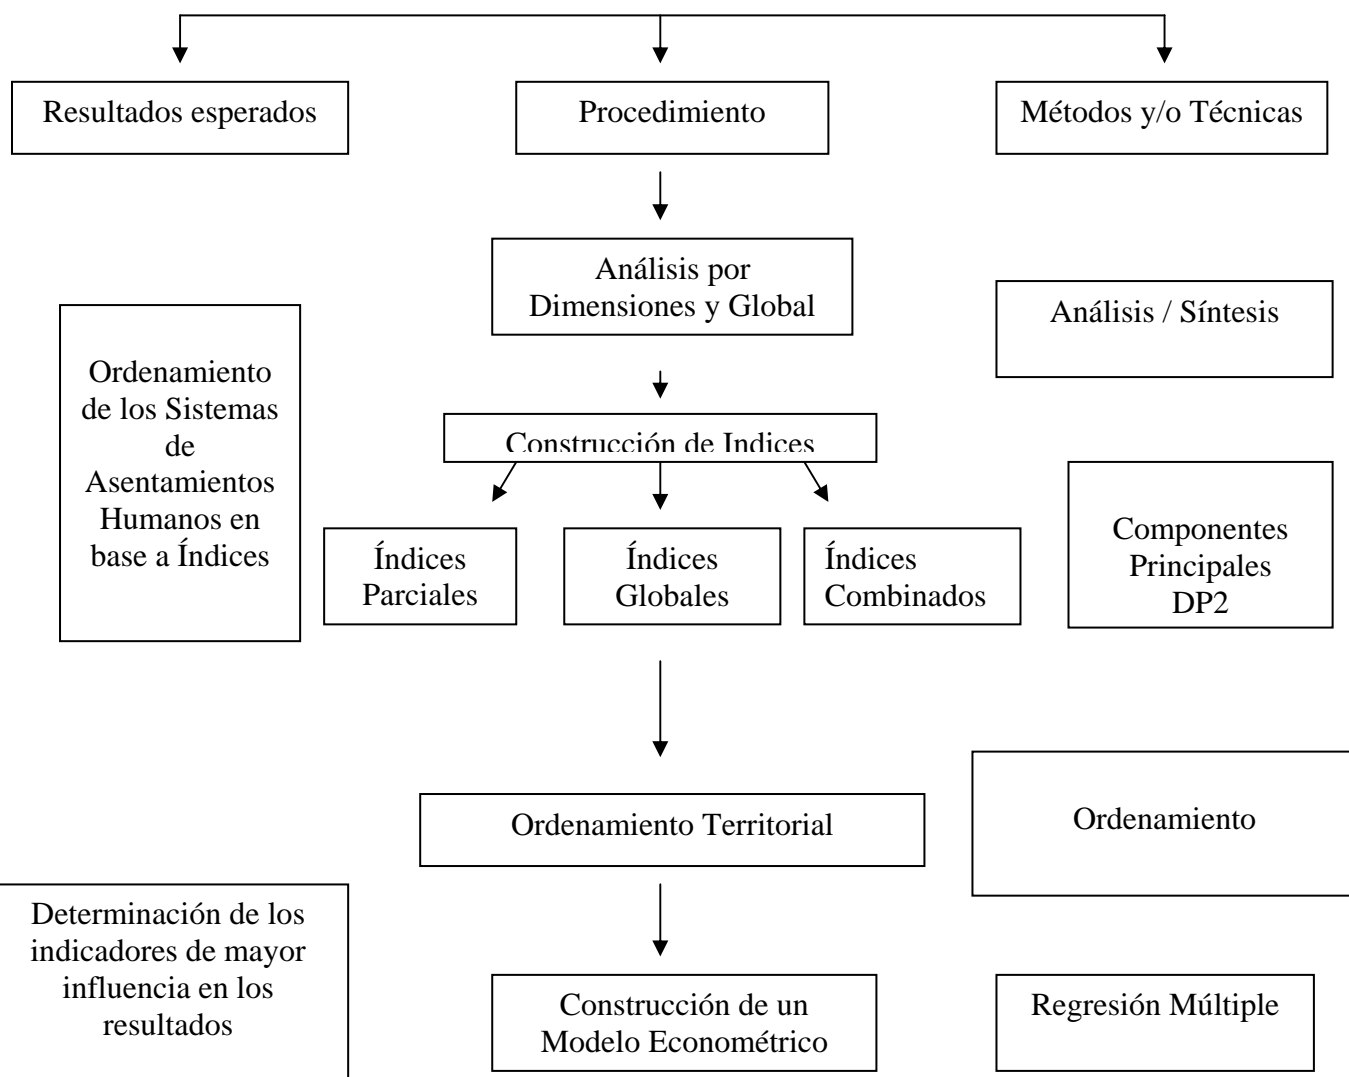 Resultados esperados
Procedimiento
Métodos y/o Técnicas
Análisis por
Dimensiones y Global
Análisis / Síntesis
Ordenamiento
de los Sistemas
de
Asentamientos
Humanos en
base a Índices
Construcción de Indices
Índices
Parciales
Índices
Globales
Índices
Combinados
Componentes
Principales
DP2
Ordenamiento Territorial
Ordenamiento
Determinación de los
indicadores de mayor
influencia en los
resultados
Construcción de un
Modelo Econométrico
Regresión Múltiple